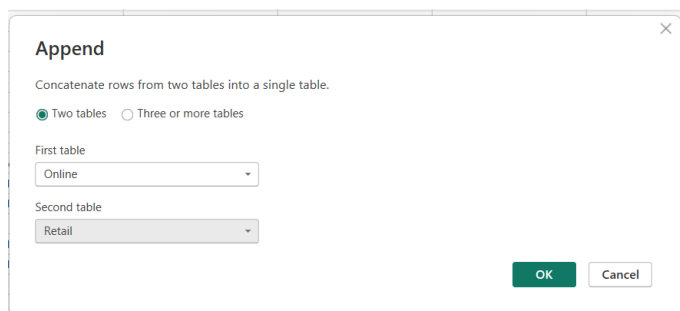 Append
Concatenate rows from two tables into a single table.
Two tables Three or more tables
First table
Online
Second table
Retail
OK Cancel